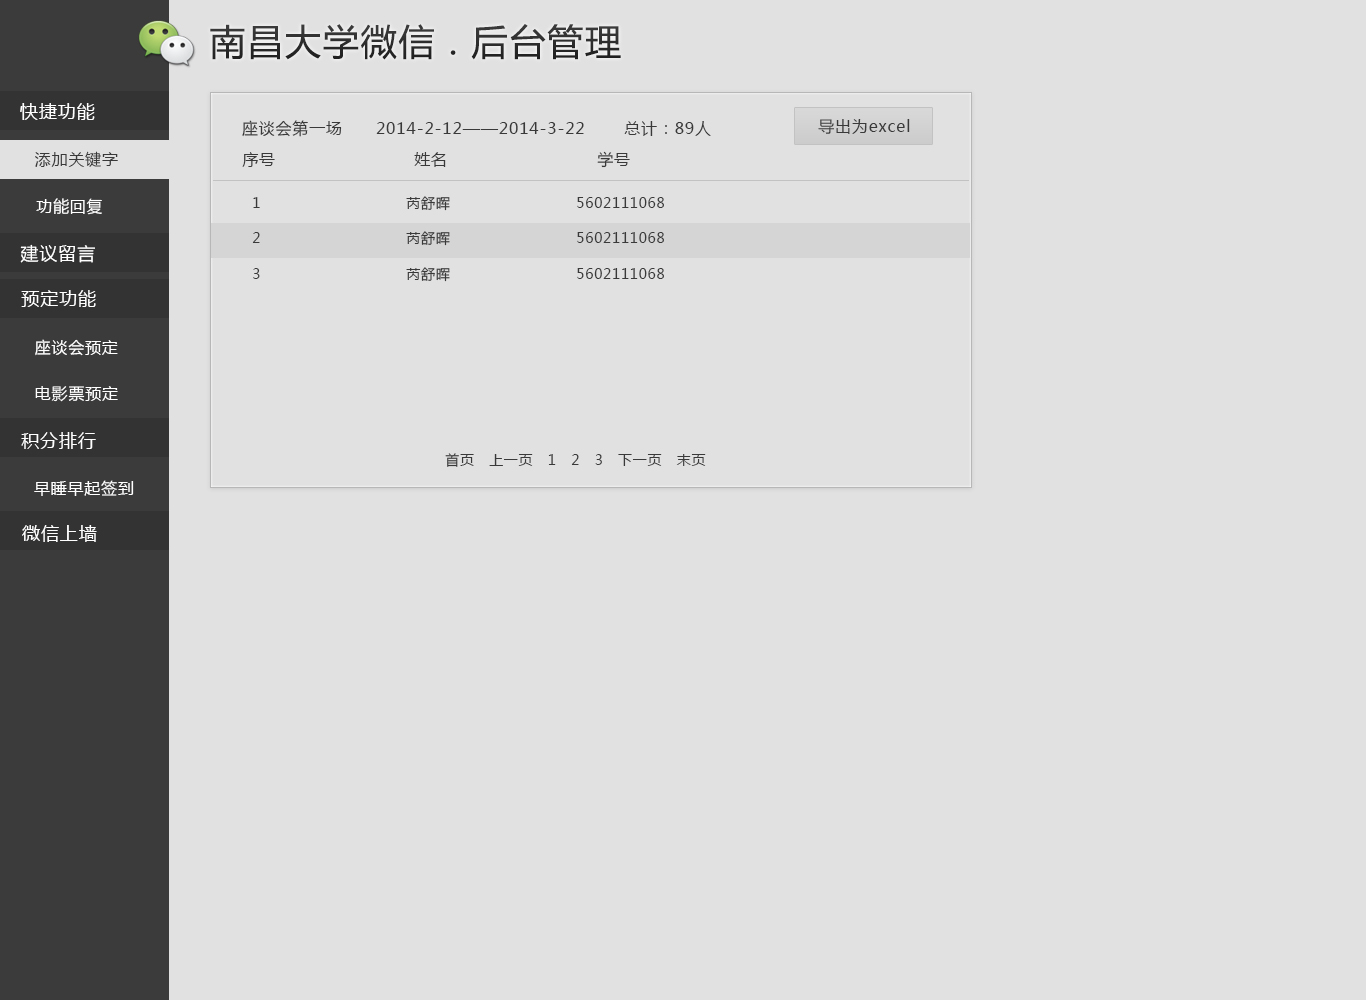 南昌大学微信．后台管理
快捷功能
添加关键字
功能回复
建议留言
预定功能
座谈会预定
电影票预定
积分排行
早睡早起签到
微信上墙
座谈会第一场 2014-2-12——2014-3-22 总计：89人 导出为excel
序号 姓名 学号
1 芮舒晖 5602111068
2 芮舒晖 5602111068
3 芮舒晖 5602111068
首页 上一页 1 2 3 下一页 末页